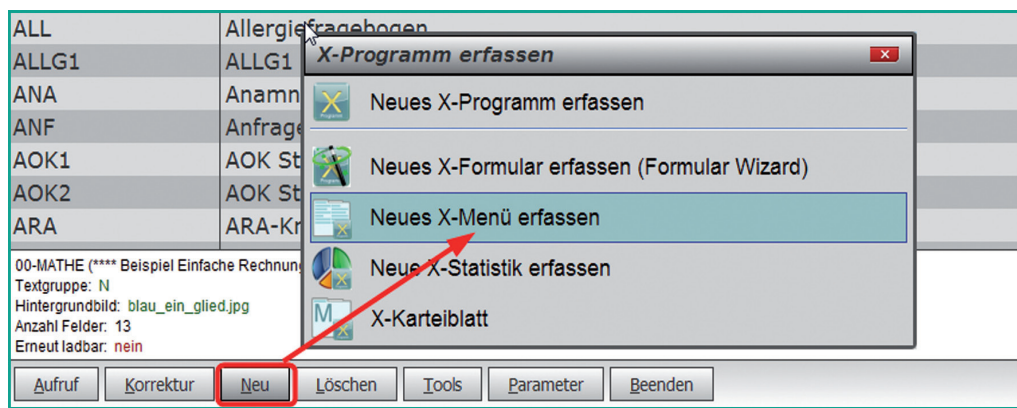 ALL Allergiefragebogen
ALLG1 ALLG1
ANA Anamn
ANF Anfrage
AOK1 AOK St
AOK2 AOK St
ARA ARA-Kr
X-Programm erfassen
Neues X-Programm erfassen
Neues X-Formular erfassen (Formular Wizard)
Neues X-Menü erfassen
Neue X-Statistik erfassen
X-Karteiblatt
00-MATHE (**** Beispiel Einfache Rechnun
Textgruppe: N
Hintergrundbild: blau_ein_glied.jpg
Anzahl Felder: 13
Erneut ladbar: nein
Aufruf Korrektur Neu Löschen Tools Parameter Beenden